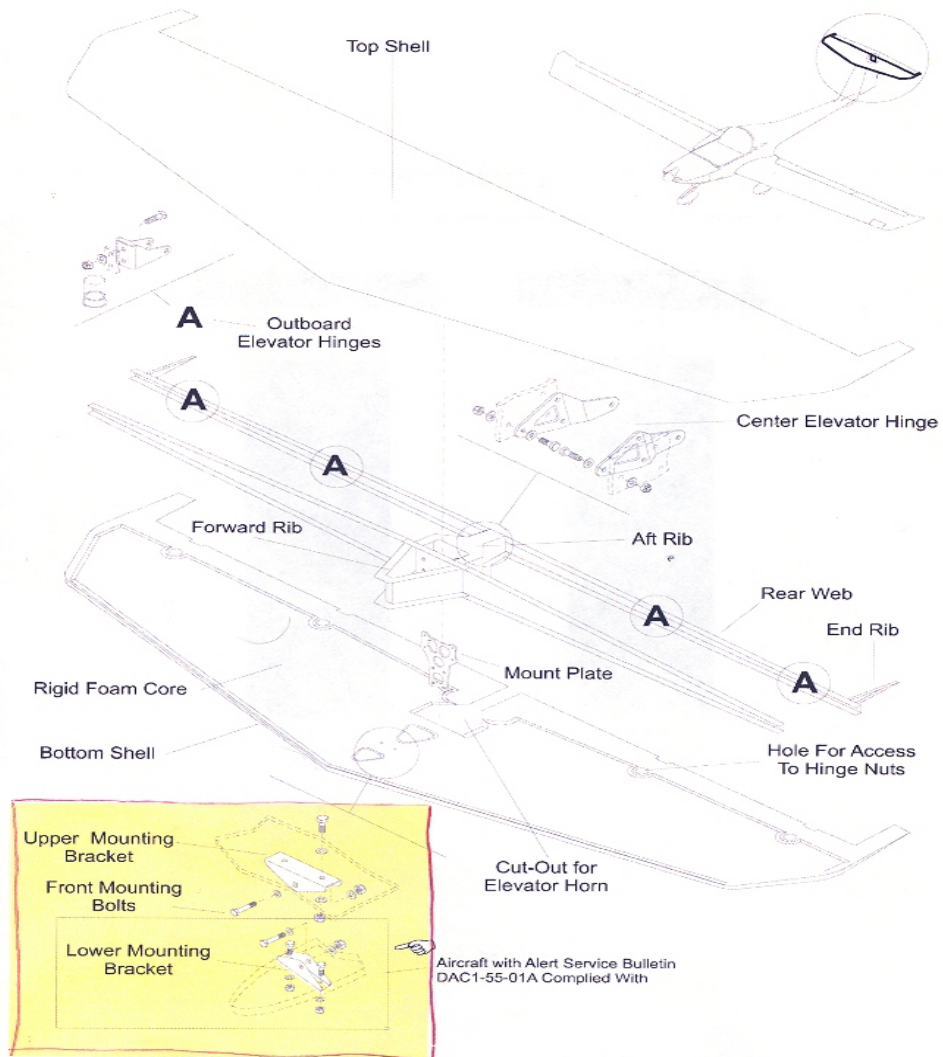 Top Shell
A
Outboard
Elevator Hinges
A
Center Elevator Hinge
A
Forward Rib
Aft Rib
A
Rear Web
End Rib
Mount Plate
A
Rigid Foam Core
Bottom Shell
Hole For Access
To Hinge Nuts
Upper Mounting
Bracket
Front Mounting
Bolts
Cut-Out for
Elevator Horn
Lower Mounting
Bracket
Aircraft with Alert Service Bulletin
DAC1-55-01A Complied With